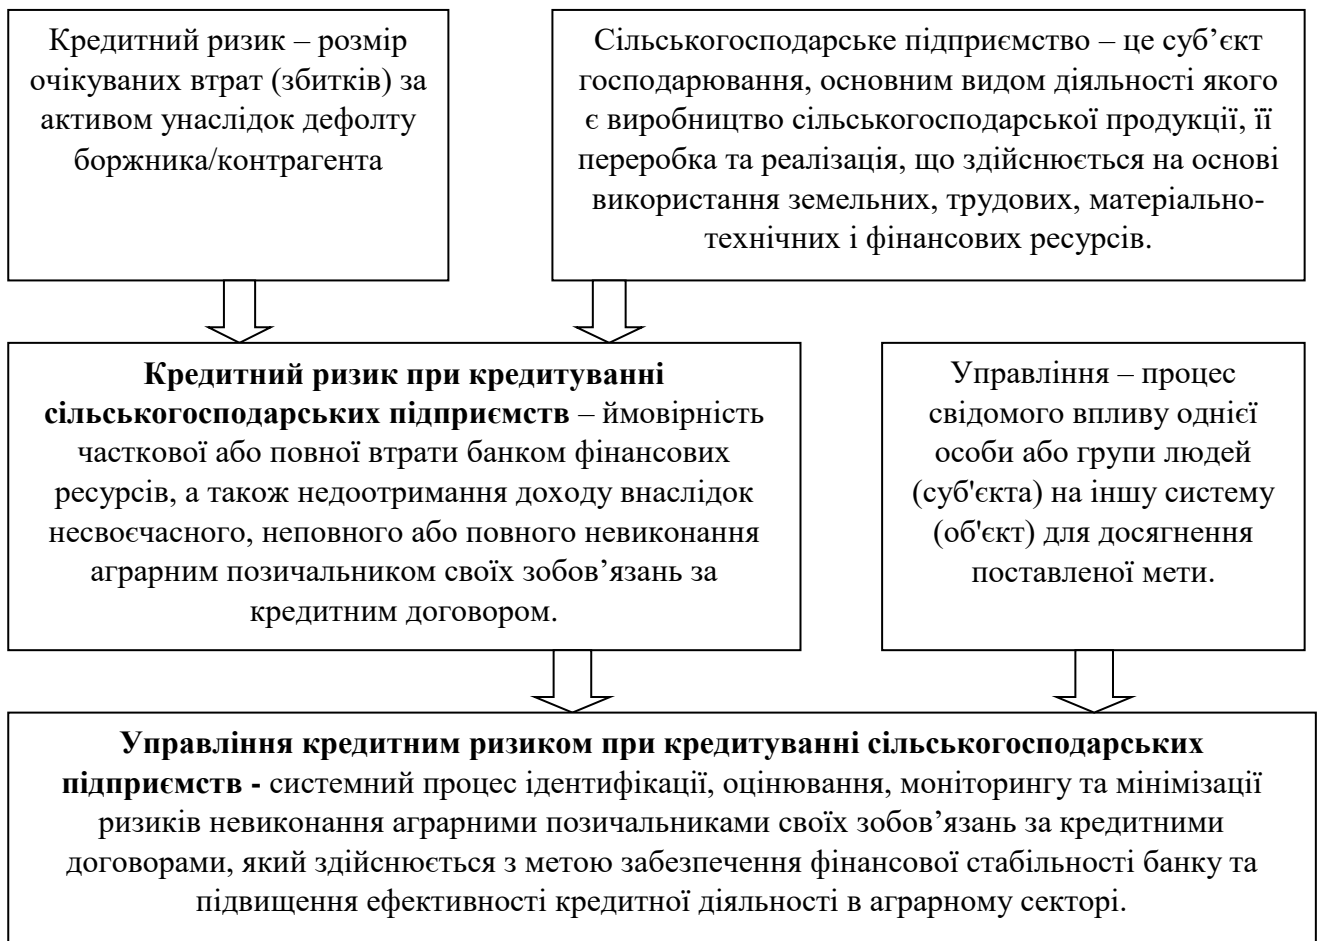 Кредитний ризик – розмір
очікуваних втрат (збитків) за
активом унаслідок дефолту
боржника/контрагента
Сільськогосподарське підприємство – це суб’єкт
господарювання, основним видом діяльності якого
є виробництво сільськогосподарської продукції, її
переробка та реалізація, що здійснюється на основі
використання земельних, трудових, матеріально-
технічних і фінансових ресурсів.
Кредитний ризик при кредитуванні
сільськогосподарських підприємств – ймовірність
часткової або повної втрати банком фінансових
ресурсів, а також недоотримання доходу внаслідок
несвоєчасного, неповного або повного невиконання
аграрним позичальником своїх зобов’язань за
кредитним договором.
Управління – процес
свідомого впливу однієї
особи або групи людей
(суб'єкта) на іншу систему
(об'єкт) для досягнення
поставленої мети.
Управління кредитним ризиком при кредитуванні сільськогосподарських
підприємств - системний процес ідентифікації, оцінювання, моніторингу та мінімізації
ризиків невиконання аграрними позичальниками своїх зобов’язань за кредитними
договорами, який здійснюється з метою забезпечення фінансової стабільності банку та
підвищення ефективності кредитної діяльності в аграрному секторі.